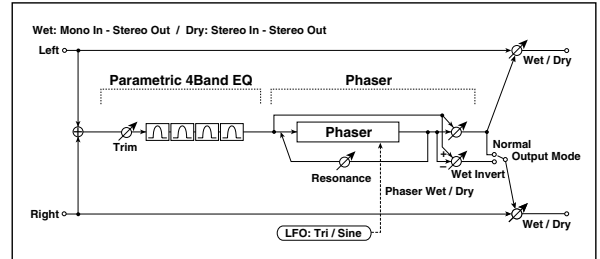 Wet: Mono In - Stereo Out / Dry: Stereo In - Stereo Out
Left
Wet / Dry
Parametric 4Band EQ
Phaser
Trim
Phaser
Normal
Output Mode
+
−
Wet Invert
Resonance
Phaser Wet / Dry
Right
LFO: Tri / Sine
Wet / Dry